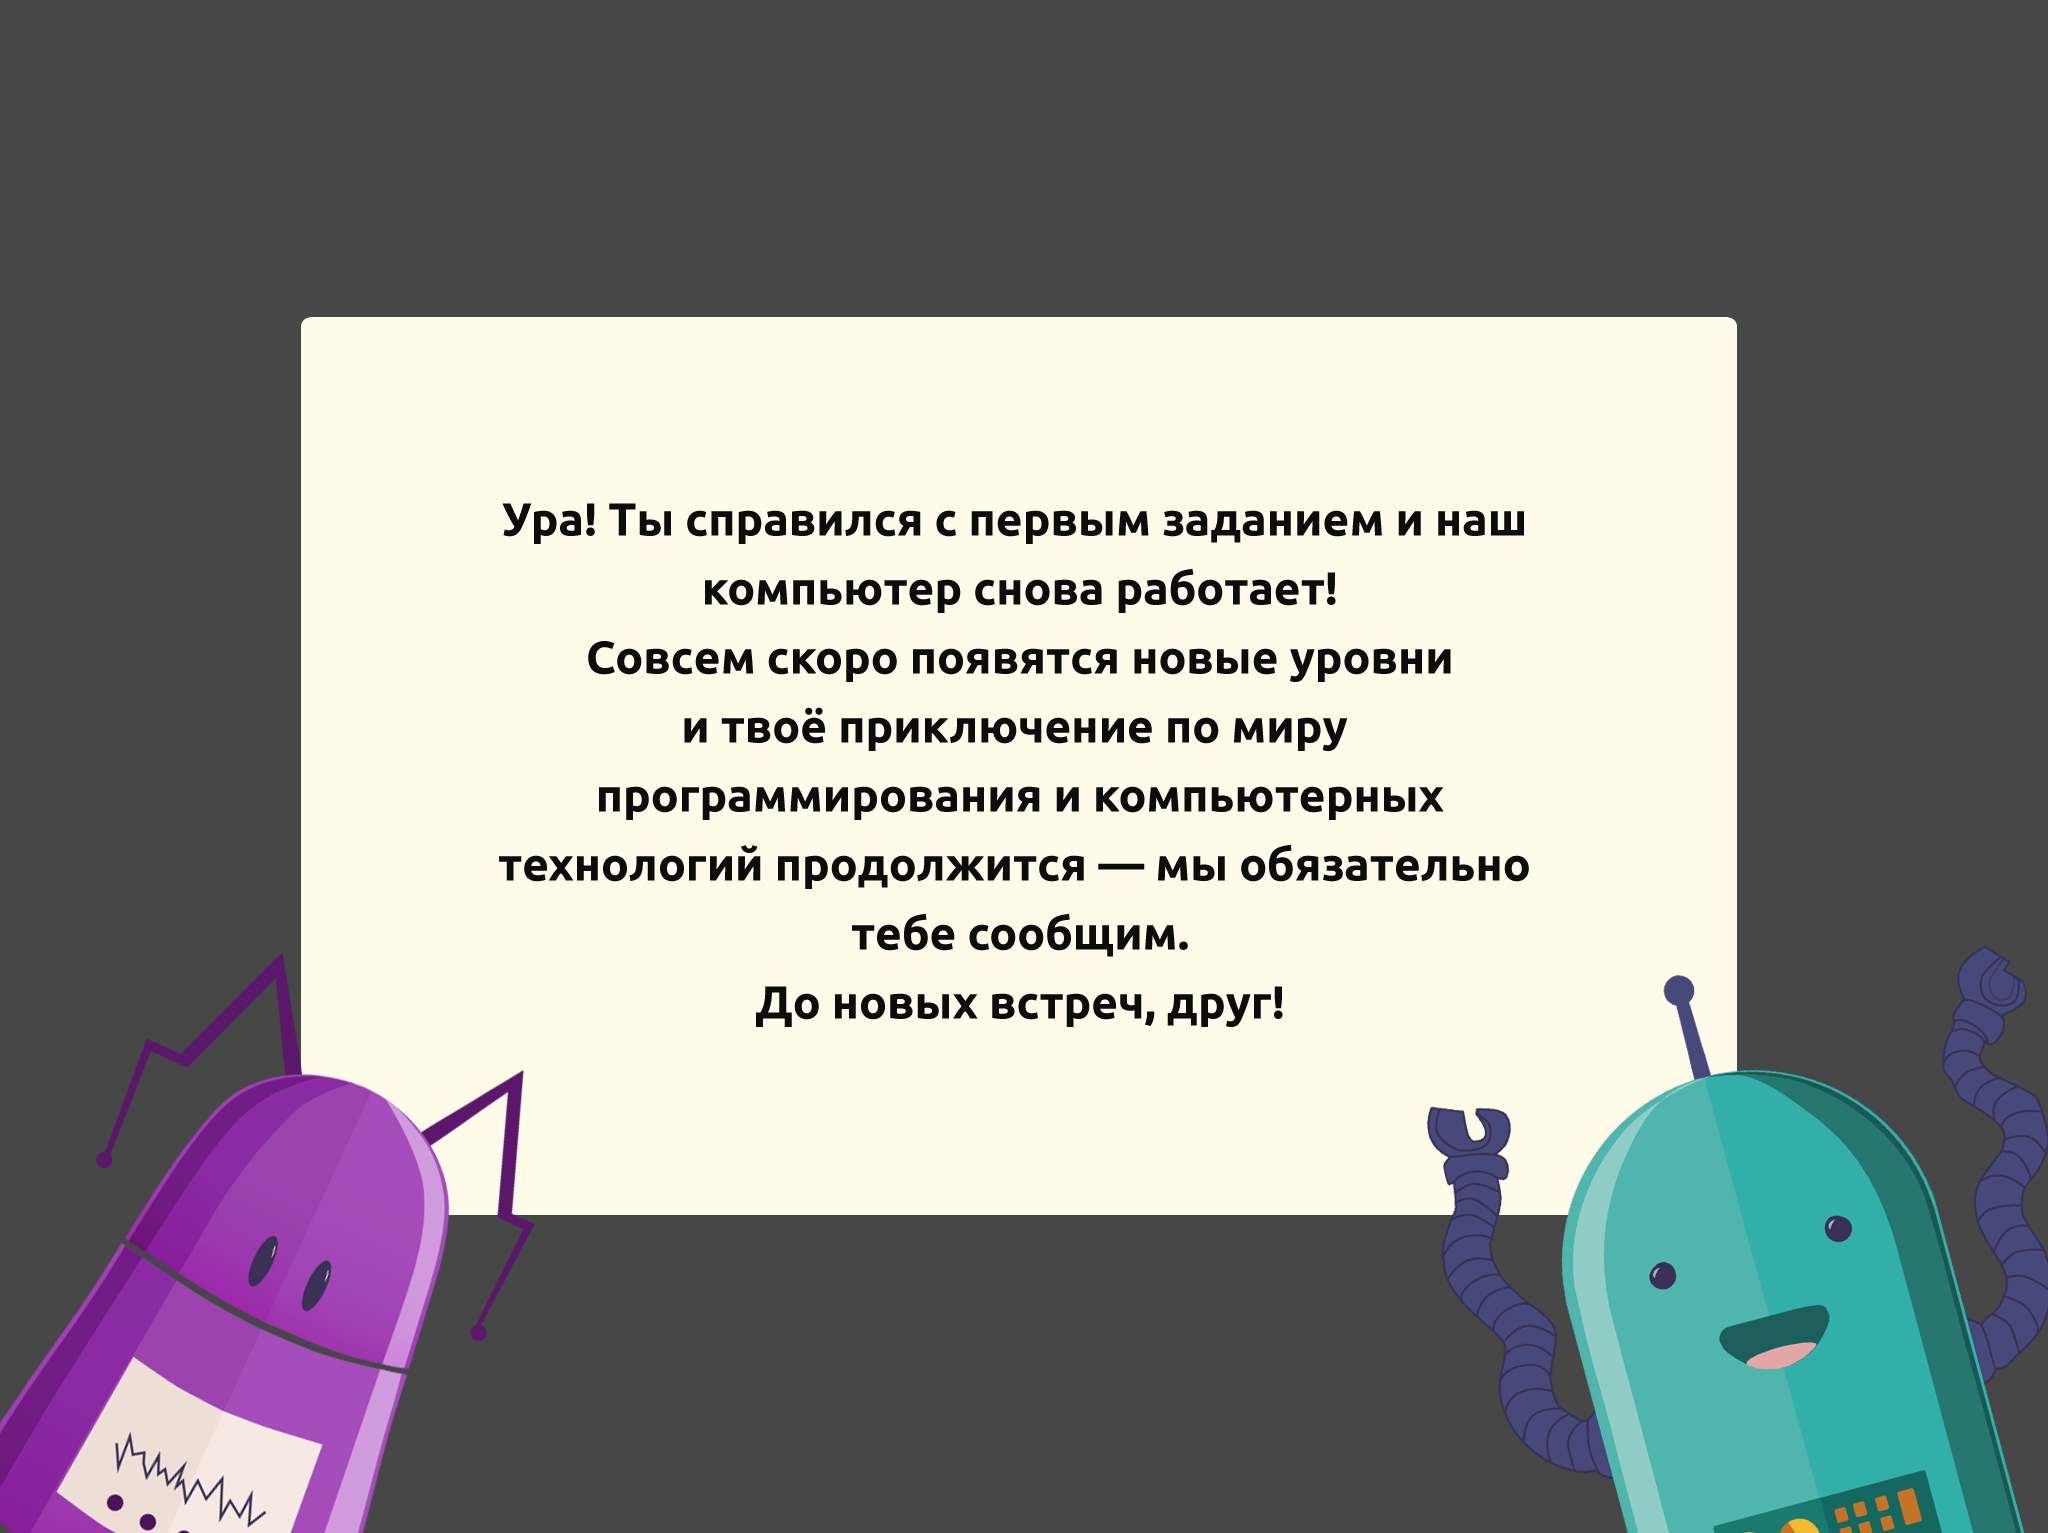 Ура! Ты справился с первым заданием и наш
компьютер снова работает!
Совсем скоро появятся новые уровни
и твоё приключение по миру
программирования и компьютерных
технологий продолжится — мы обязательно
тебе сообщим.
До новых встреч, друг!